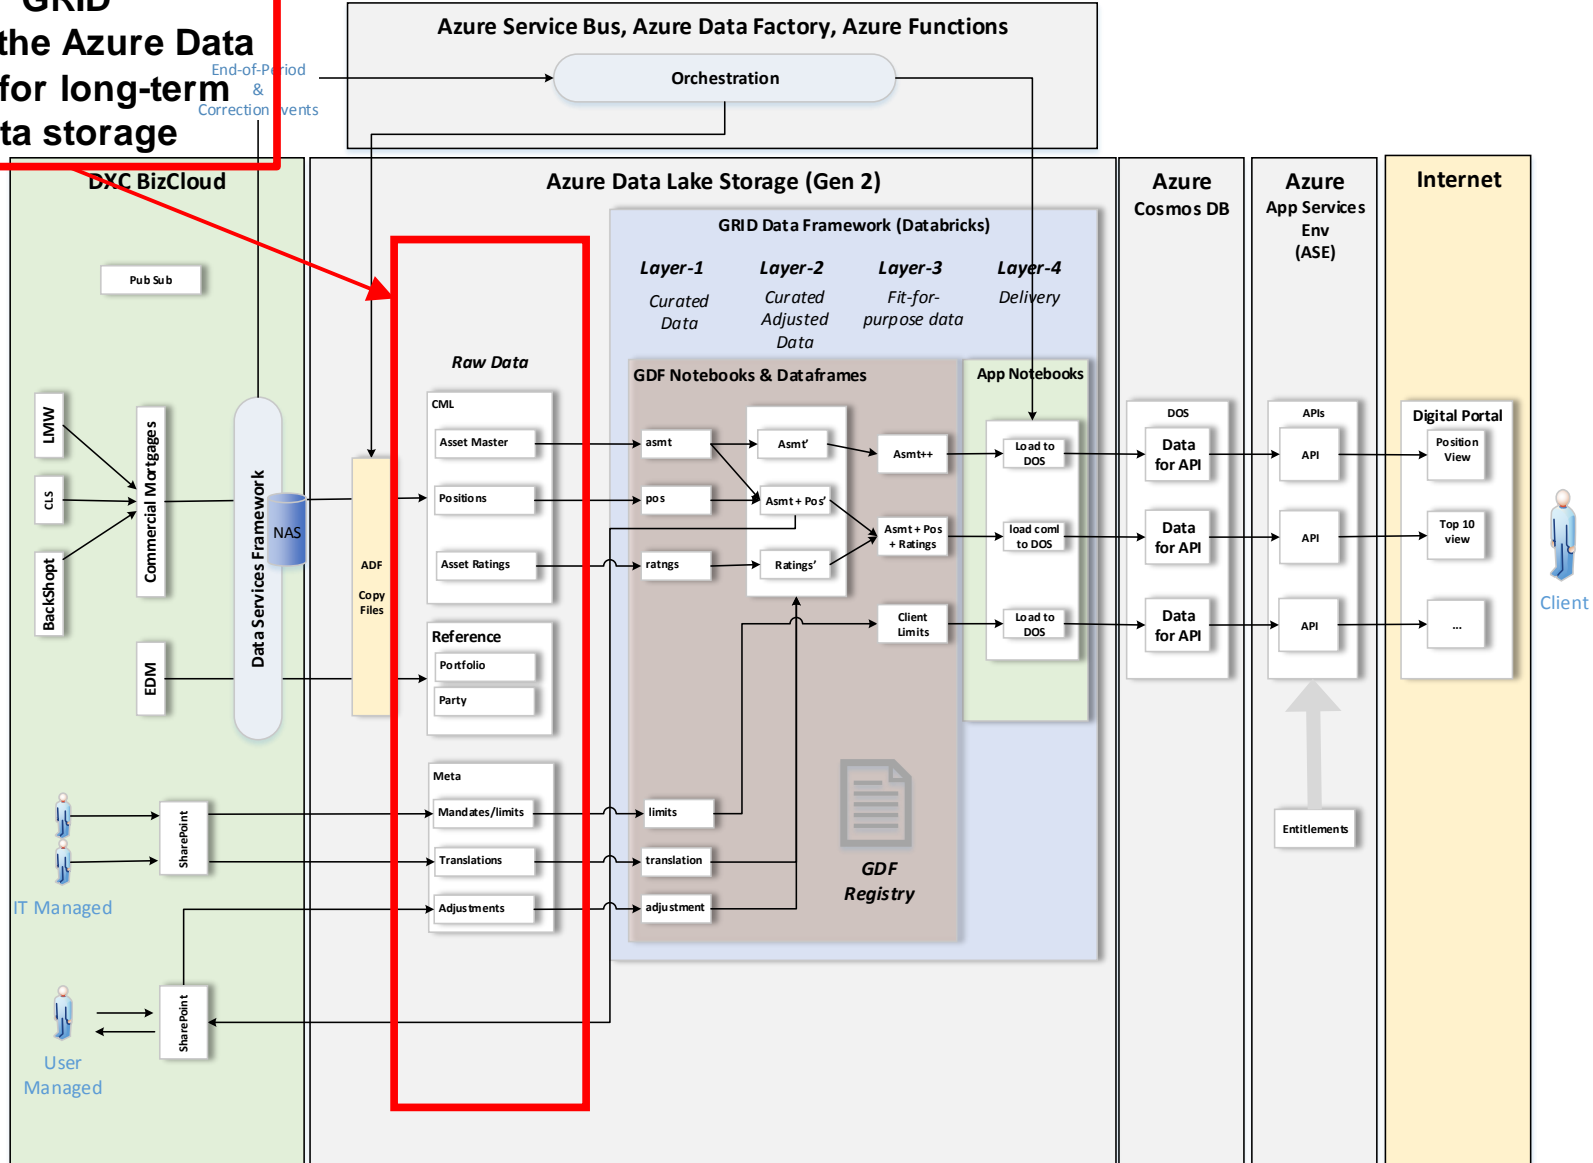 GRID
the Azure Data
for long-term
ta storage
End-of-Period
&
Correction Events
Azure Service Bus, Azure Data Factory, Azure Functions
Orchestration
DXC BizCloud
Azure Data Lake Storage (Gen 2)
Azure
Cosmos DB
Azure
App Services
Env
(ASE)
Internet
GRID Data Framework (Databricks)
Pub Sub
Layer-1
Curated
Data
Layer-2
Curated
Adjusted
Data
Layer-3
Fit-for-
purpose data
Layer-4
Delivery
Raw Data
GDF Notebooks & Dataframes
App Notebooks
LMW
CLS
BackShopt
Commercial Mortgages
EDM
Data Services Framework
NAS
ADF
Copy
Files
CML
Asset Master
Positions
Asset Ratings
Reference
Portfolio
Party
Meta
Mandates/limits
Translations
Adjustments
asmt
pos
ratngs
limits
translation
adjustment
Asmt'
Asmt + Pos'
Ratings'
Asmt++
Asmt + Pos
+ Ratings
Client
Limits
GDF
Registry
Load to
DOS
load coml
to DOS
Load to
DOS
DOS
Data
for API
Data
for API
Data
for API
APIs
API
API
API
Entitlements
Digital Portal
Position
View
Top 10
view
...
Client
SharePoint
IT Managed
SharePoint
User
Managed